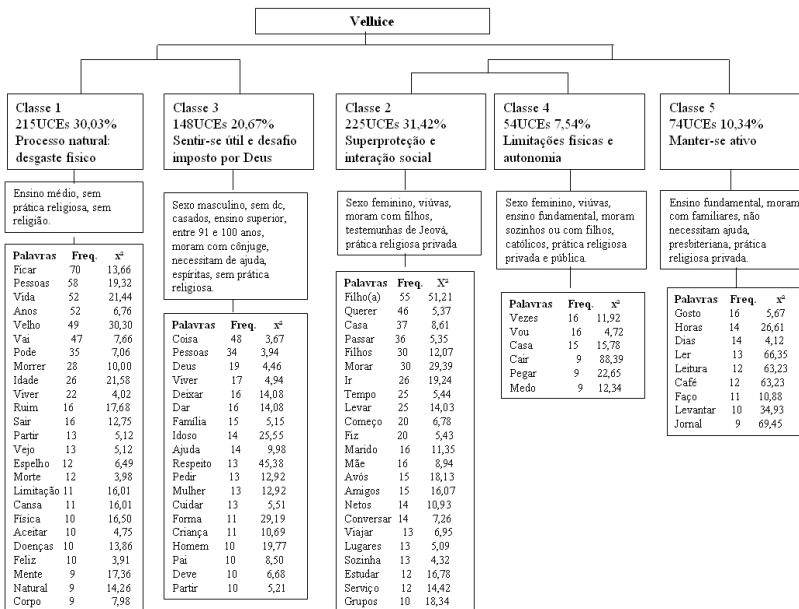 Velhice
Classe 1
215UCEs 30,03%
Processo natural:
desgaste físico
Ensino médio, sem
prática religiosa, sem
religião.
Palavras Freq. x²
Ficar 70 13,66
Pessoas 58 19,32
Vida 52 21,44
Anos 52 6,76
Velho 49 30,30
Vai 47 7,66
Pode 35 7,06
Morrer 28 10,00
Idade 26 21,58
Viver 22 4,02
Ruim 16 17,68
Sair 16 12,75
Partir 13 5,12
Vejo 13 5,12
Espelho 12 6,49
Morte 12 3,98
Limitação 11 16,01
Cansa 11 16,01
Física 10 16,50
Aceitar 10 4,75
Doenças 10 13,86
Feliz 10 3,91
Mente 9 17,36
Natural 9 14,26
Corpo 9 7,98
Classe 3
148UCEs 20,67%
Sentir-se útil e desafio
imposto por Deus
Sexo masculino, sem dc,
casados, ensino superior,
entre 91 e 100 anos,
moram com cônjuge,
necessitam de ajuda,
espíritas, sem prática
religiosa.
Palavras Freq. x²
Coisa 48 3,67
Pessoas 34 3,94
Deus 19 4,46
Viver 17 4,94
Deixar 16 14,08
Dar 16 14,08
Família 15 5,15
Idoso 14 25,55
Ajuda 14 9,98
Respeito 13 45,38
Pedir 13 12,92
Mulher 13 12,92
Cuidar 13 5,51
Forma 11 29,19
Criança 11 10,69
Homem 10 19,77
Pai 10 8,50
Deve 10 6,68
Partir 10 5,21
Classe 2
225UCEs 31,42%
Superproteção e
interação social
Sexo feminino, viúvas,
moram com filhos,
testemunhas de Jeová,
prática religiosa privada
Palavras Freq. X²
Filho(a) 55 51,21
Querer 46 5,37
Casa 37 8,61
Passar 36 5,35
Filhos 30 12,07
Morar 30 29,39
Ir 26 19,24
Tempo 25 5,44
Levar 25 14,03
Começo 20 6,78
Fiz 20 5,43
Marido 16 11,35
Mãe 16 8,94
Avós 15 18,13
Amigos 15 16,07
Netos 14 10,93
Conversar 14 7,26
Viajar 13 6,95
Lugares 13 5,09
Sozinha 13 4,32
Estudar 12 16,78
Serviço 12 14,42
Grupos 10 18,34
Classe 4
54UCEs 7,54%
Limitações físicas e
autonomia
Sexo feminino, viúvas,
ensino fundamental, moram
sozinhos ou com filhos,
católicos, prática religiosa
privada e pública.
Palavras Freq. x²
Vezes 16 11,92
Vou 16 4,72
Casa 15 15,78
Cair 9 88,39
Pegar 9 22,65
Medo 9 12,34
Classe 5
74UCEs 10,34%
Manter-se ativo
Ensino fundamental, moram
com familiares, não
necessitam ajuda,
presbiteriana, prática
religiosa privada.
Palavras Freq. x²
Gosto 16 5,67
Horas 14 26,61
Dias 14 4,12
Ler 13 66,35
Leitura 12 63,23
Café 12 63,23
Faço 11 10,88
Levantar 10 34,93
Jornal 9 69,45